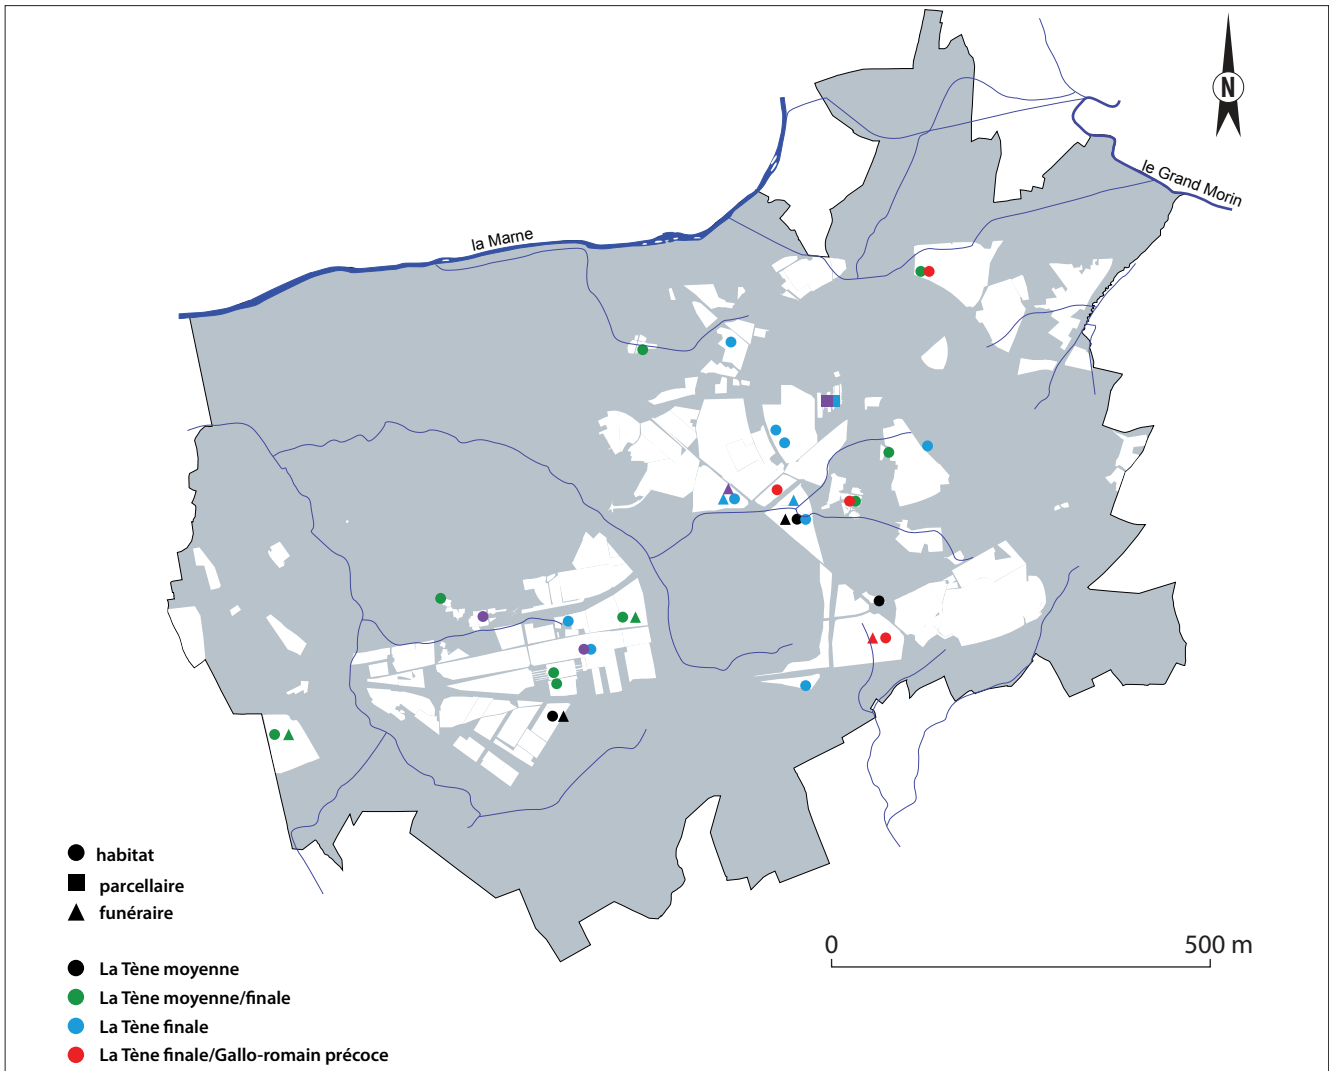 N
le Grand Morin
la Marne
habitat
parcellaire
funéraire
0 500 m
La Tène moyenne
La Tène moyenne/finale
La Tène finale
La Tène finale/Gallo-romain précoce